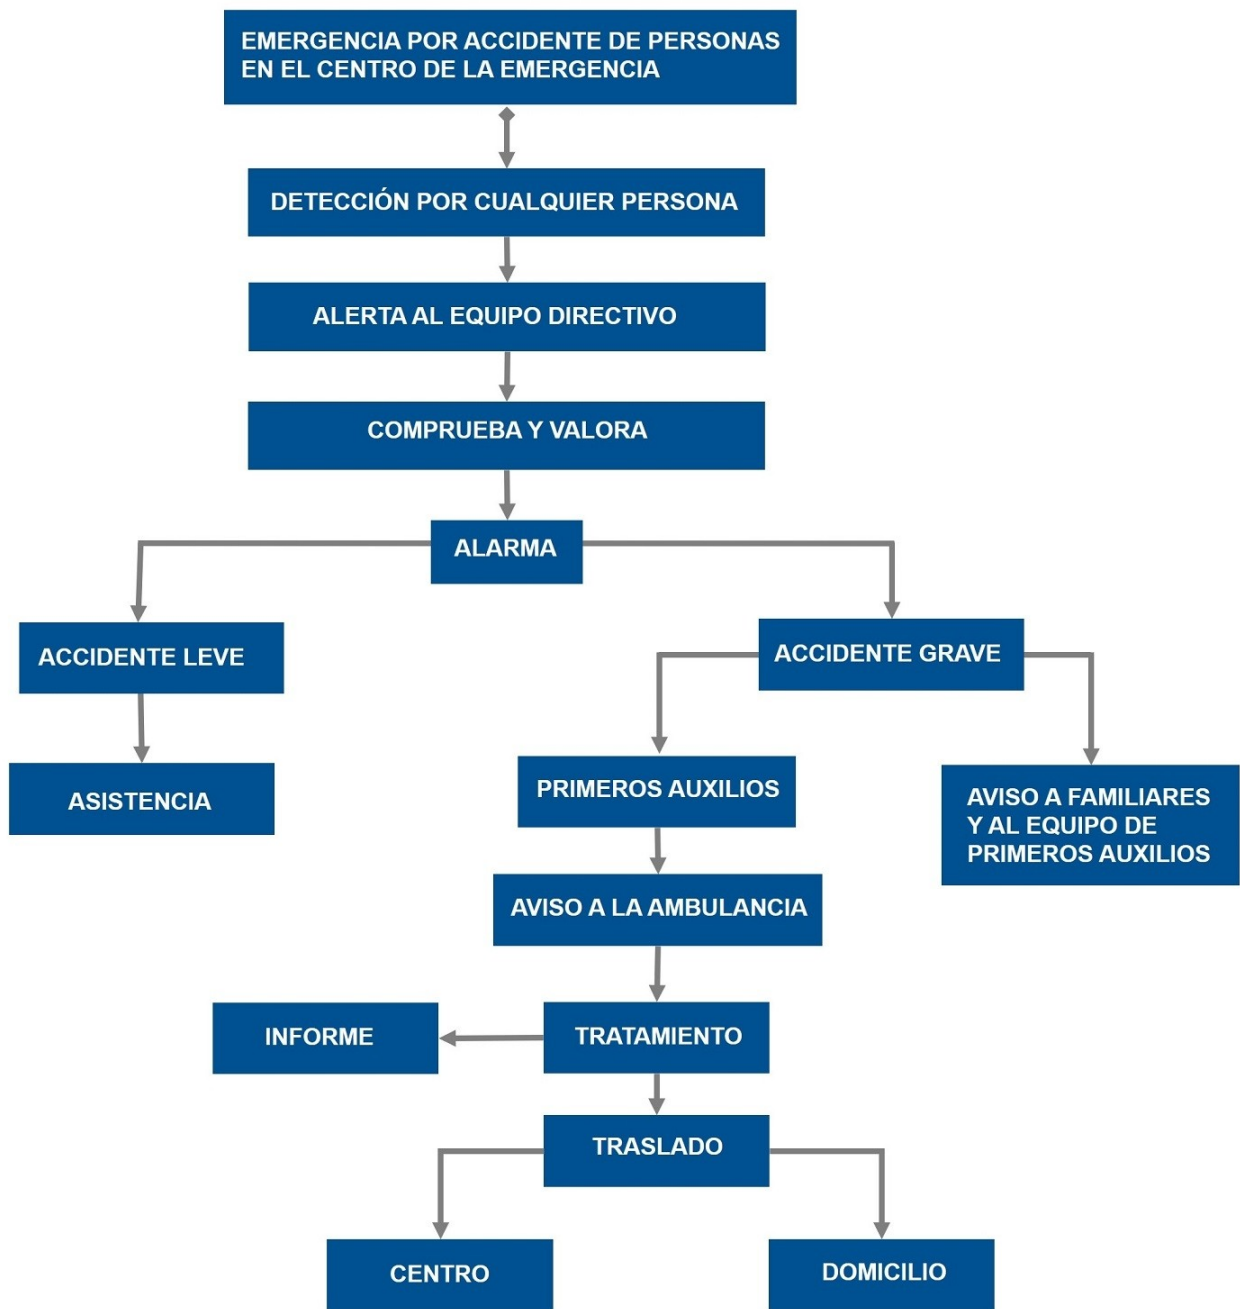 EMERGENCIA POR ACCIDENTE DE PERSONAS
EN EL CENTRO DE LA EMERGENCIA
DETECCIÓN POR CUALQUIER PERSONA
ALERTA AL EQUIPO DIRECTIVO
COMPRUEBA Y VALORA
ALARMA
ACCIDENTE LEVE
ACCIDENTE GRAVE
ASISTENCIA
PRIMEROS AUXILIOS
AVISO A FAMILIARES
Y AL EQUIPO DE
PRIMEROS AUXILIOS
AVISO A LA AMBULANCIA
INFORME
TRATAMIENTO
TRASLADO
CENTRO
DOMICILIO